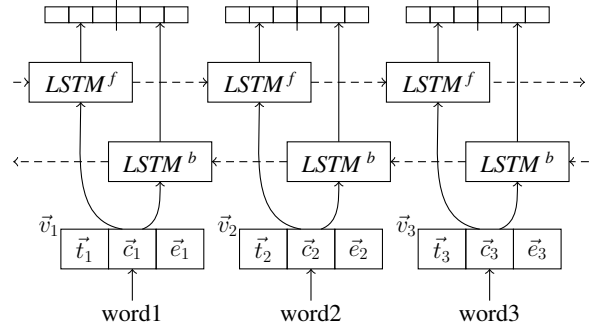 LSTM^f LSTM^f LSTM^f
LSTM^b LSTM^b LSTM^b
v⃗₁ v⃗₂ v⃗₃
t⃗₁ c⃗₁ e⃗₁ t⃗₂ c⃗₂ e⃗₂ t⃗₃ c⃗₃ e⃗₃
word1 word2 word3